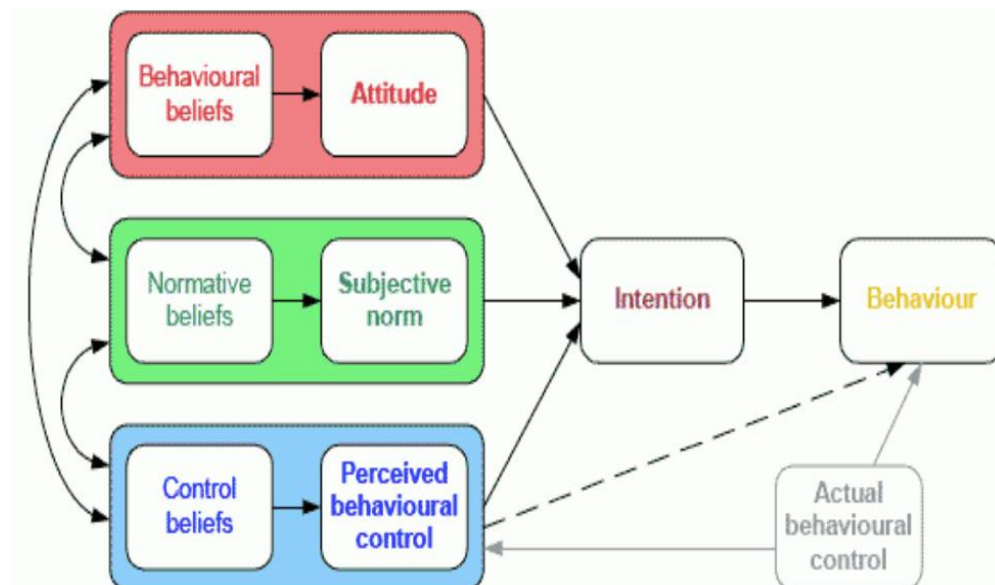 Behavioural
beliefs
Attitude
Normative
beliefs
Subjective
norm
Intention
Behaviour
Control
beliefs
Perceived
behavioural
control
Actual
behavioural
control